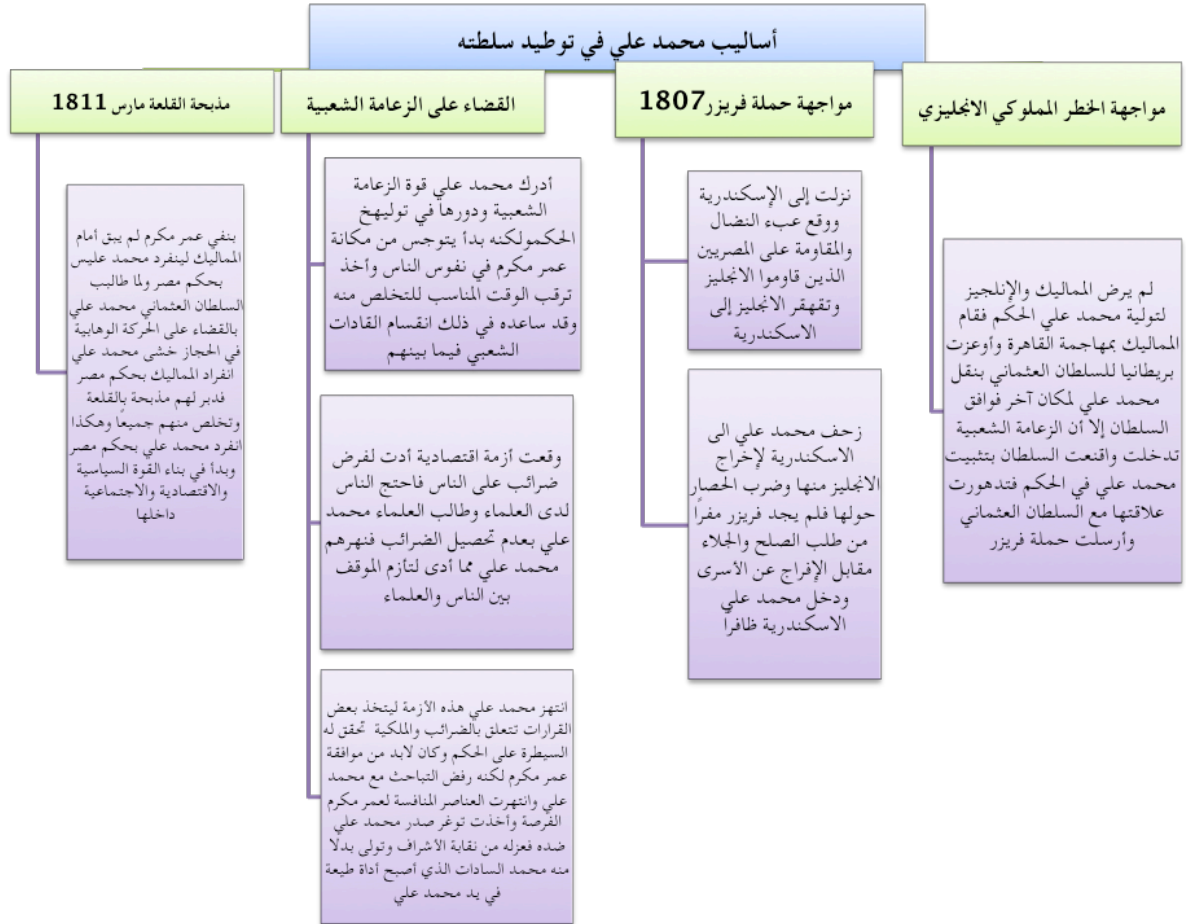 أساليب محمد علي في توطيد سلطته
مواجهة الخطر المملوكي الانجليزي
لم يرض المماليك والإنلجيز
لتولية محمد علي الحكم فقام
المماليك بمهاجمة القاهرة وأوعزت
بريطانيا للسلطان العثماني بنقل
محمد علي لمكان آخر فوافق
السلطان إلا أن الزعامة الشعبية
تدخلت واقنعت السلطان بتثبيت
محمد علي في الحكم فتدهورت
علاقتها مع السلطان العثماني
وأرسلت حملة فريزر
مواجهة حملة فريزر1807
نزلت إلى الإسكندرية
ووقع عبء النضال
والمقاومة على المصريين
الذين قاوموا الانجليز
وتقهقر الانجليز إلى
الاسكندرية
زحف محمد علي الى
الاسكندرية لإخراج
الانجليز منها وضرب الحصار
حولها فلم يجد فريزر مفرًا
من طلب الصلح والجلاء
مقابل الإفراج عن الأسرى
ودخل محمد علي
الاسكندرية ظافرًا
القضاء على الزعامة الشعبية
أدرك محمد علي قوة الزعامة
الشعبية ودورها في توليهخ
الحكمولكنه بدأ يتوجس من مكانة
عمر مكرم في نفوس الناس وأخذ
ترقب الوقت المناسب للتخلص منه
وقد ساعده في ذلك انقسام القادات
الشعبي فيما بينهم
وقعت أزمة اقتصادية أدت لفرض
ضرائب على الناس فاحتج الناس
لدى العلماء وطالب العلماء محمد
علي بعدم تحصيل الضرائب فنهرهم
محمد علي مما أدى لتأزم الموقف
بين الناس والعلماء
انتهز محمد علي هذه الأزمة ليتخذ بعض
القرارات تتعلق بالضرائب والملكية تحقق له
السيطرة على الحكم وكان لابد من موافقة
عمر مكرم لكنه رفض التباحث مع محمد
علي وانتهرت العناصر المنافسة لعمر مكرم
الفرصة وأخذت توغر صدر محمد علي
ضده فعزله من نقابة الأشراف وتولى بدلًا
منه محمد السادات الذي أصبح أداة طيعة
في يد محمد علي
مذبحة القلعة مارس 1811
بنفي عمر مكرم لم يبق أمام
المماليك لينفرد محمد عليس
بحكم مصر ولما طالبب
السلطان العثماني محمد علي
بالقضاء على الحركة الوهابية
في الحجاز خشى محمد علي
انفراد المماليك بحكم مصر
فدبر لهم مذبحة بالقلعة
وتخلص منهم جميعًا وهكذا
انفرد محمد علي بحكم مصر
وبدأ في بناء القوة السياسية
والاقتصادية والاجتماعية
داخلها